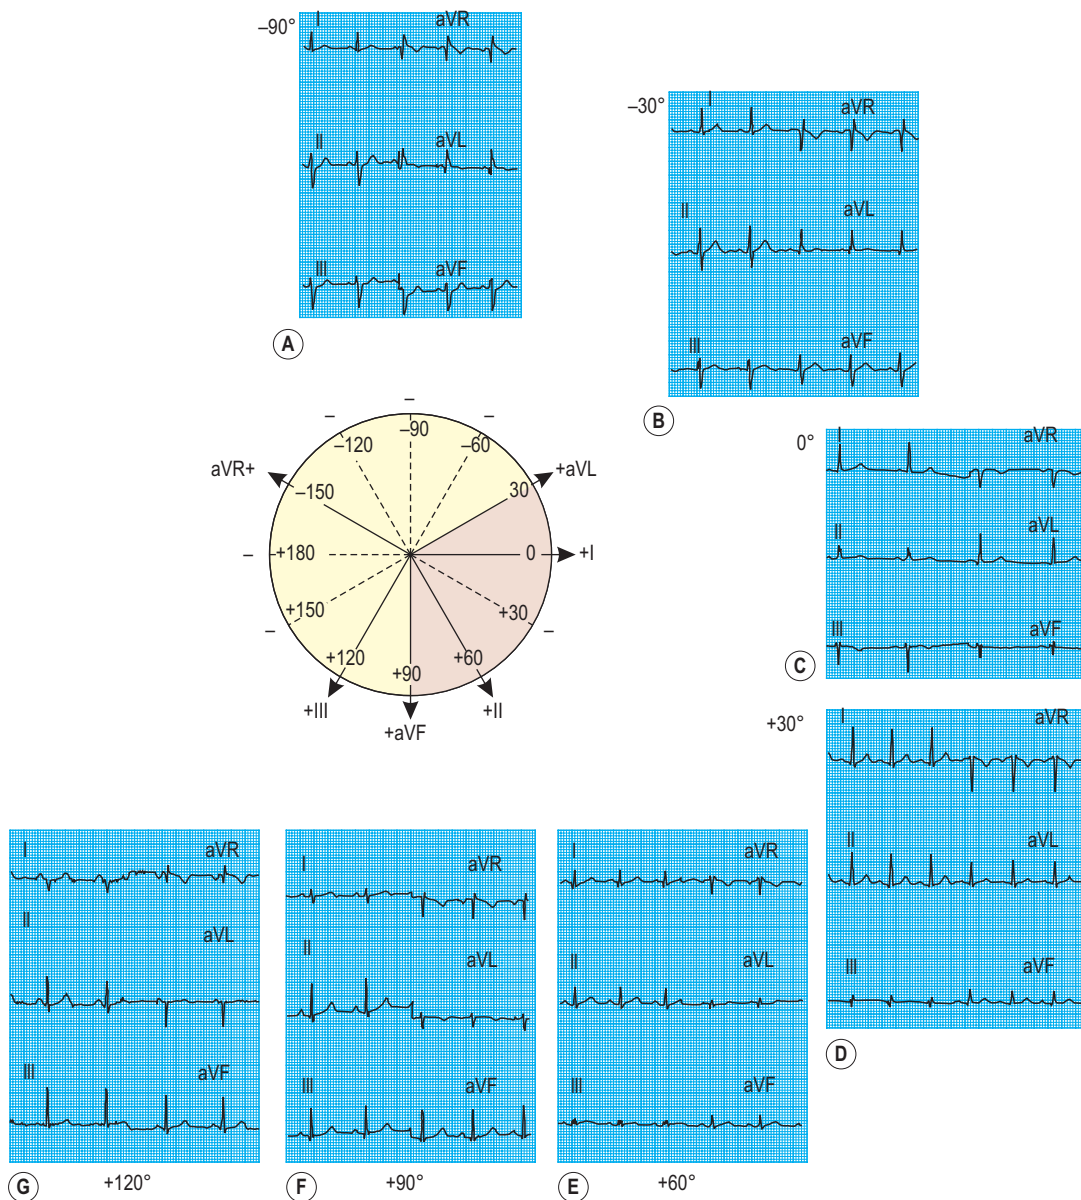 –90°
I aVR
II aVL
III aVF
A
–30°
I aVR
II aVL
III aVF
B
–
– –
–90
–120 –60
aVR+ +aVL
–150 30
– +180 0 +I
+150 +30
– –
+120 +60
+90
+III +II
+aVF
0°
I aVR
II aVL
III aVF
C
+30°
I aVR
II aVL
III aVF
D
I aVR
II
aVL
III aVF
G +120°
I aVR
II
aVL
III aVF
F +90°
I aVR
II aVL
III aVF
E +60°